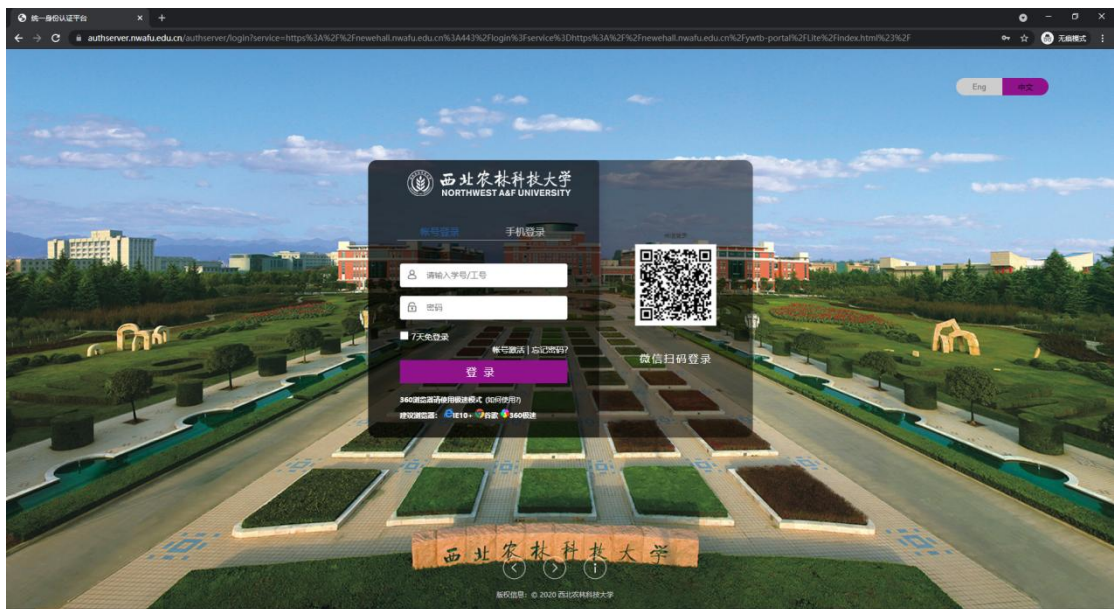 统一身份认证平台
authserver.nwafu.edu.cn/authserver/login?service=https%3A%2F%2Fnewehall.nwafu.edu.cn%3A443%2Flogin%3Fservice%3Dhttps%3A%2F%2Fnewehall.nwafu.edu.cn%2Fywtb-portal%2FLite%2Findex.html%23%2F
无痕模式
Eng 中文
西北农林科技大学
NORTHWEST A&F UNIVERSITY
帐号登录 手机登录
请输入学号/工号
密码
7天免登录
帐号激活 | 忘记密码?
登 录
360浏览器请使用极速模式 (如何使用?)
建议浏览器: IE10+ 谷歌 360极速
微信扫码登录
西北农林科技大学
版权信息: © 2020 西北农林科技大学